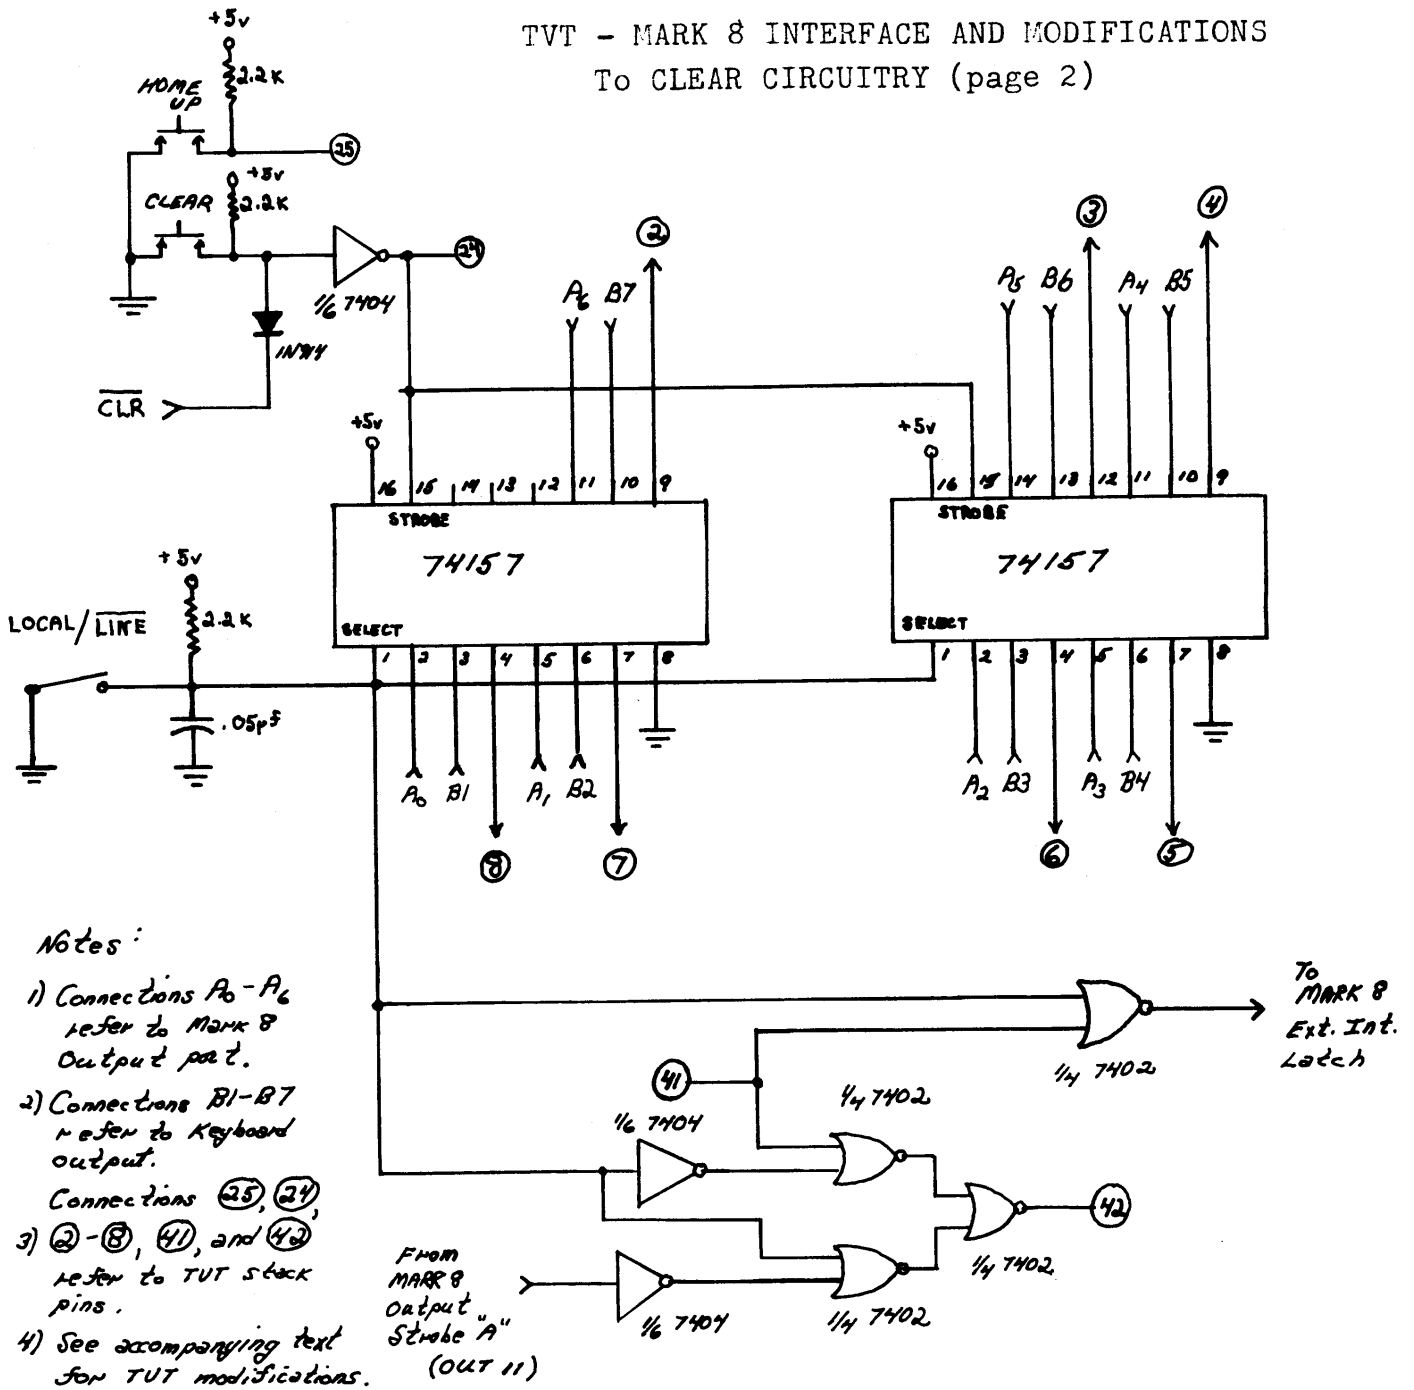 TVT - MARK 8 INTERFACE AND MODIFICATIONS
To CLEAR CIRCUITRY (page 2)
+5v
2.2K
HOME
UP
25
+5v
2.2K
CLEAR
24
1/6 7404
1N914
CLR
2
A6 B7
3
4
A5 B6 A4 B5
+5v
16 15 14 13 12 11 10 9
STROBE
74157
SELECT
1 2 3 4 5 6 7 8
+5v
16 15 14 13 12 11 10 9
STROBE
74157
SELECT
1 2 3 4 5 6 7 8
+5v
2.2K
LOCAL/LINE
.05µf
A0 B1 A1 B2
8
7
A2 B3 A3 B4
6
5
Notes:
1) Connections A0-A6
refer to Mark 8
Output port.
2) Connections B1-B7
refer to Keyboard
output.
Connections 25, 24,
3) 2-8, 41, and 42
refer to TVT stack
pins.
4) See accompanying text
for TVT modifications.
To
MARK 8
Ext. Int.
Latch
1/4 7402
41
1/4 7402
1/6 7404
42
1/4 7402
From
MARK 8
Output
Strobe "A"
(OUT 11)
1/6 7404
1/4 7402